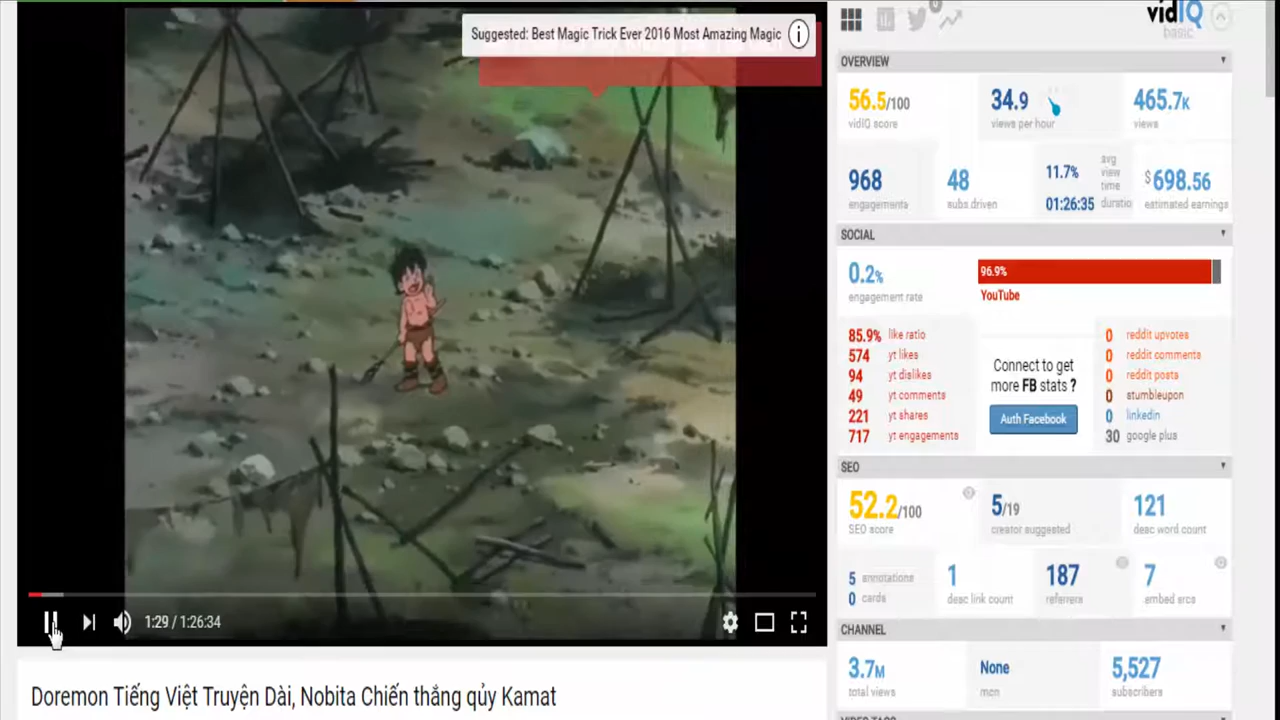 Suggested: Best Magic Trick Ever 2016 Most Amazing Magic
1:29 / 1:26:34
Doremon Tiếng Việt Truyện Dài, Nobita Chiến thắng qủy Kamat
0
vidIQ
basic
OVERVIEW
56.5/100
vidIQ score
34.9
views per hour
465.7K
views
968
engagements
48
subs driven
11.7% avg view time
01:26:35 duratio
$698.56
estimated earnings
SOCIAL
0.2%
engagement rate
96.9%
YouTube
85.9% like ratio
574 yt likes
94 yt dislikes
49 yt comments
221 yt shares
717 yt engagements
Connect to get
more FB stats ?
Auth Facebook
0 reddit upvotes
0 reddit comments
0 reddit posts
0 stumbleupon
0 linkedin
30 google plus
SEO
52.2/100
SEO score
5/19
creator suggested
121
desc word count
5 annotations
0 cards
1
desc link count
187
referrers
7
embed srcs
CHANNEL
3.7M
total views
None
mcn
5,527
subscribers
VIDEO TAGS